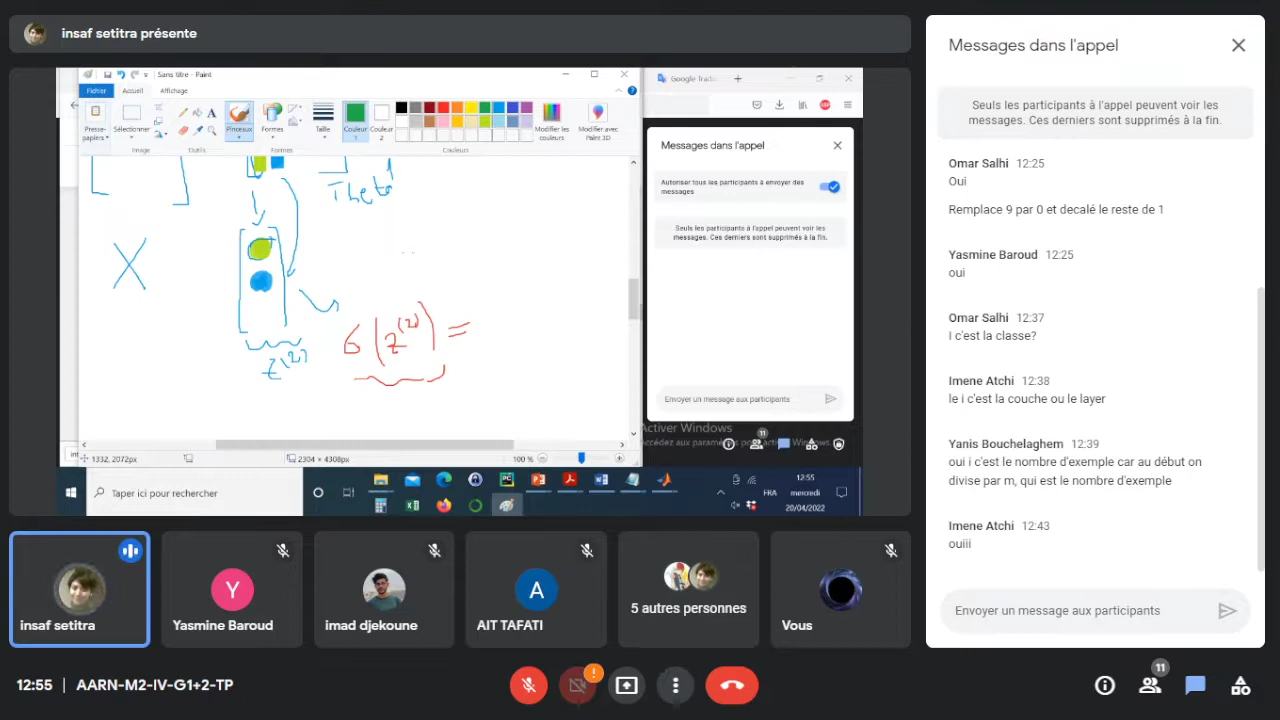 insaf setitra présente
Sans titre - Paint
Fichier
Accueil
Affichage
Presse-papiers
Sélectionner
Pinceaux
Formes
Taille
Couleur 1
Couleur 2
Modifier les couleurs
Modifier avec Paint 3D
Image
Outils
Formes
Couleurs
Theta
X
z(2)
σ(z(2)) =
1332, 2072px
2304 × 4308px
100 %
Messages dans l'appel
Autoriser tous les participants à envoyer des messages
Seuls les participants à l'appel peuvent voir les messages. Ces derniers sont supprimés à la fin.
Envoyer un message aux participants
Activer Windows
11
Taper ici pour rechercher
FRA
12:55
mercredi
20/04/2022
insaf setitra
Y
Yasmine Baroud
imad djekoune
A
AIT TAFATI
5 autres personnes
Vous
12:55 | AARN-M2-IV-G1+2-TP
Messages dans l'appel
Seuls les participants à l'appel peuvent voir les
messages. Ces derniers sont supprimés à la fin.
Omar Salhi 12:25
Oui
Remplace 9 par 0 et decalé le reste de 1
Yasmine Baroud 12:25
oui
Omar Salhi 12:37
I c'est la classe?
Imene Atchi 12:38
le i c'est la couche ou le layer
Yanis Bouchelaghem 12:39
oui i c'est le nombre d'exemple car au début on
divise par m, qui est le nombre d'exemple
Imene Atchi 12:43
ouiii
Envoyer un message aux participants
11